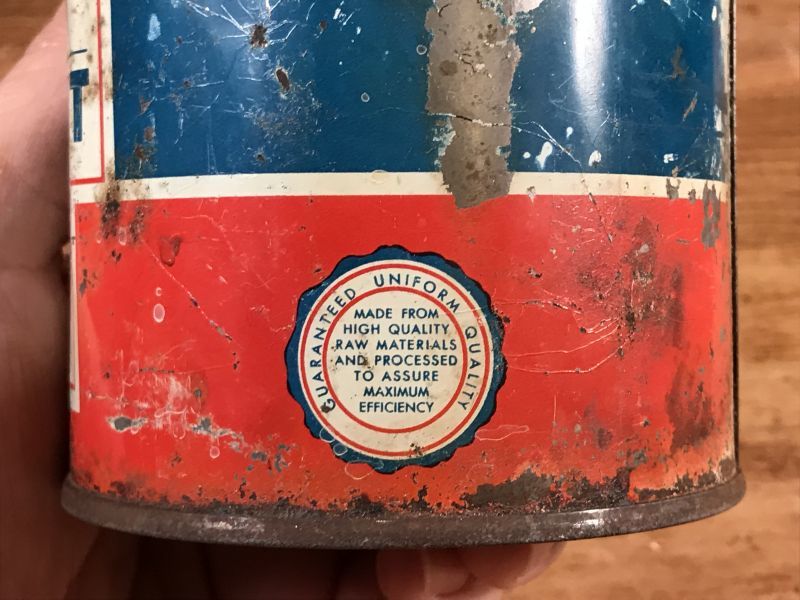 T
GUARANTEED UNIFORM QUALITY
MADE FROM
HIGH QUALITY
RAW MATERIALS
AND PROCESSED
TO ASSURE
MAXIMUM
EFFICIENCY